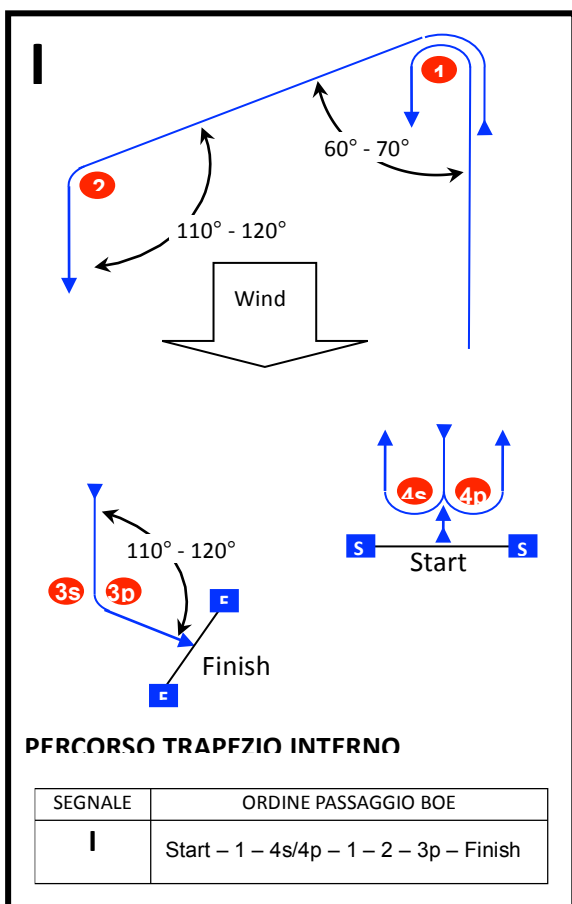 I
1
60° - 70°
2
110° - 120°
Wind
4s 4p
S S
Start
110° - 120°
3s 3p
Finish
PERCORSO TRAPEZIO INTERNO
SEGNALE ORDINE PASSAGGIO BOE
I Start – 1 – 4s/4p – 1 – 2 – 3p – Finish